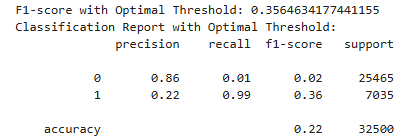 F1-score with Optimal Threshold: 0.3564634177441155
Classification Report with Optimal Threshold:
precision recall f1-score support
0 0.86 0.01 0.02 25465
1 0.22 0.99 0.36 7035
accuracy 0.22 32500